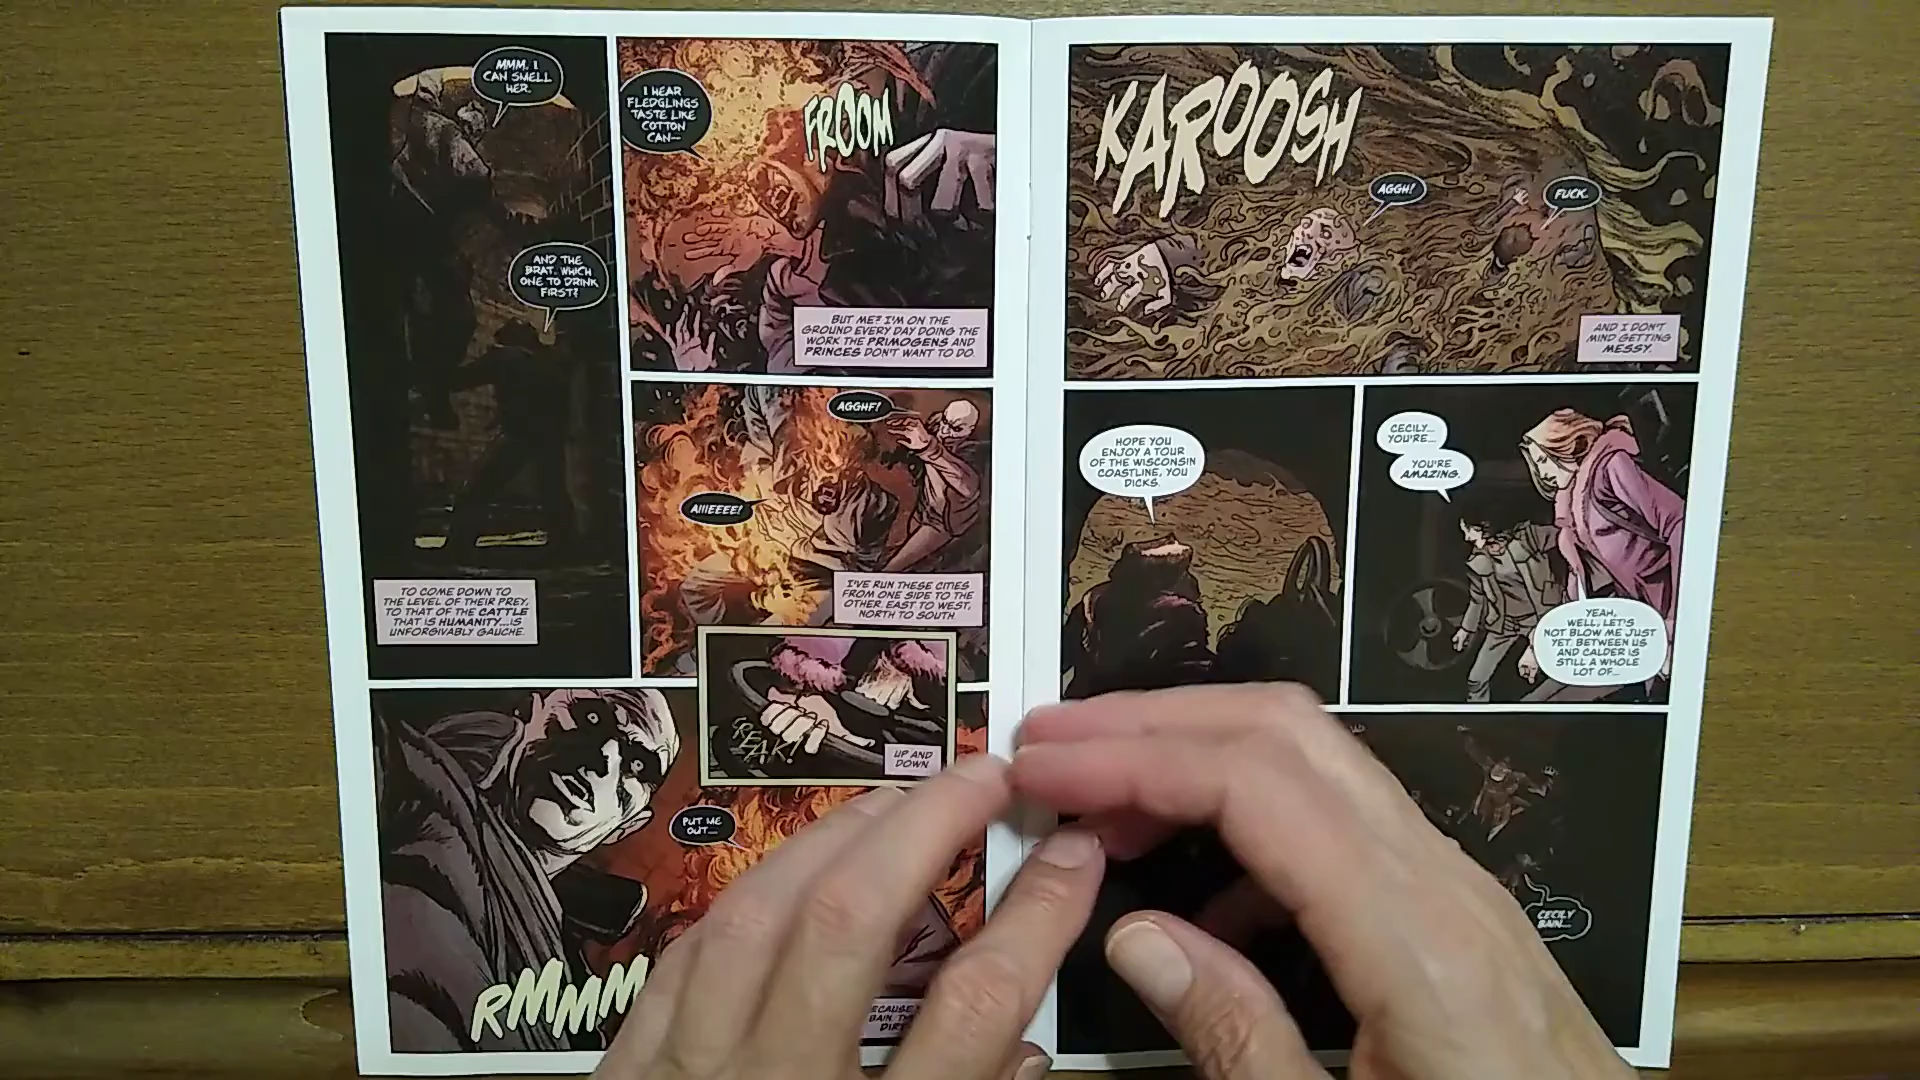 MMM. I
CAN SMELL
HER.
AND THE
BRAT. WHICH
ONE TO DRINK
FIRST?
TO COME DOWN TO
THE LEVEL OF THEIR PREY,
TO THAT OF THE CATTLE
THAT IS HUMANITY...IS
UNFORGIVABLY GAUCHE.
I HEAR
FLEDGLINGS
TASTE LIKE
COTTON
CAN—
FROOM
BUT ME? I'M ON THE
GROUND EVERY DAY DOING THE
WORK THE PRIMOGENS AND
PRINCES DON'T WANT TO DO.
AGGHF!
AIIIEEEE!
I'VE RUN THESE CITIES
FROM ONE SIDE TO THE
OTHER. EAST TO WEST,
NORTH TO SOUTH.
CREAK!
UP AND
DOWN
PUT ME
OUT...
RMMMM
BAIN.
KAROOSH
AGGH!
FUCK.
AND I DON'T
MIND GETTING
MESSY.
HOPE YOU
ENJOY A TOUR
OF THE WISCONSIN
COASTLINE, YOU
DICKS.
CECILY...
YOU'RE...
YOU'RE
AMAZING.
YEAH,
WELL, LET'S
NOT BLOW ME JUST
YET. BETWEEN US
AND CALDER IS
STILL A WHOLE
LOT OF...
CECILY
BAIN...